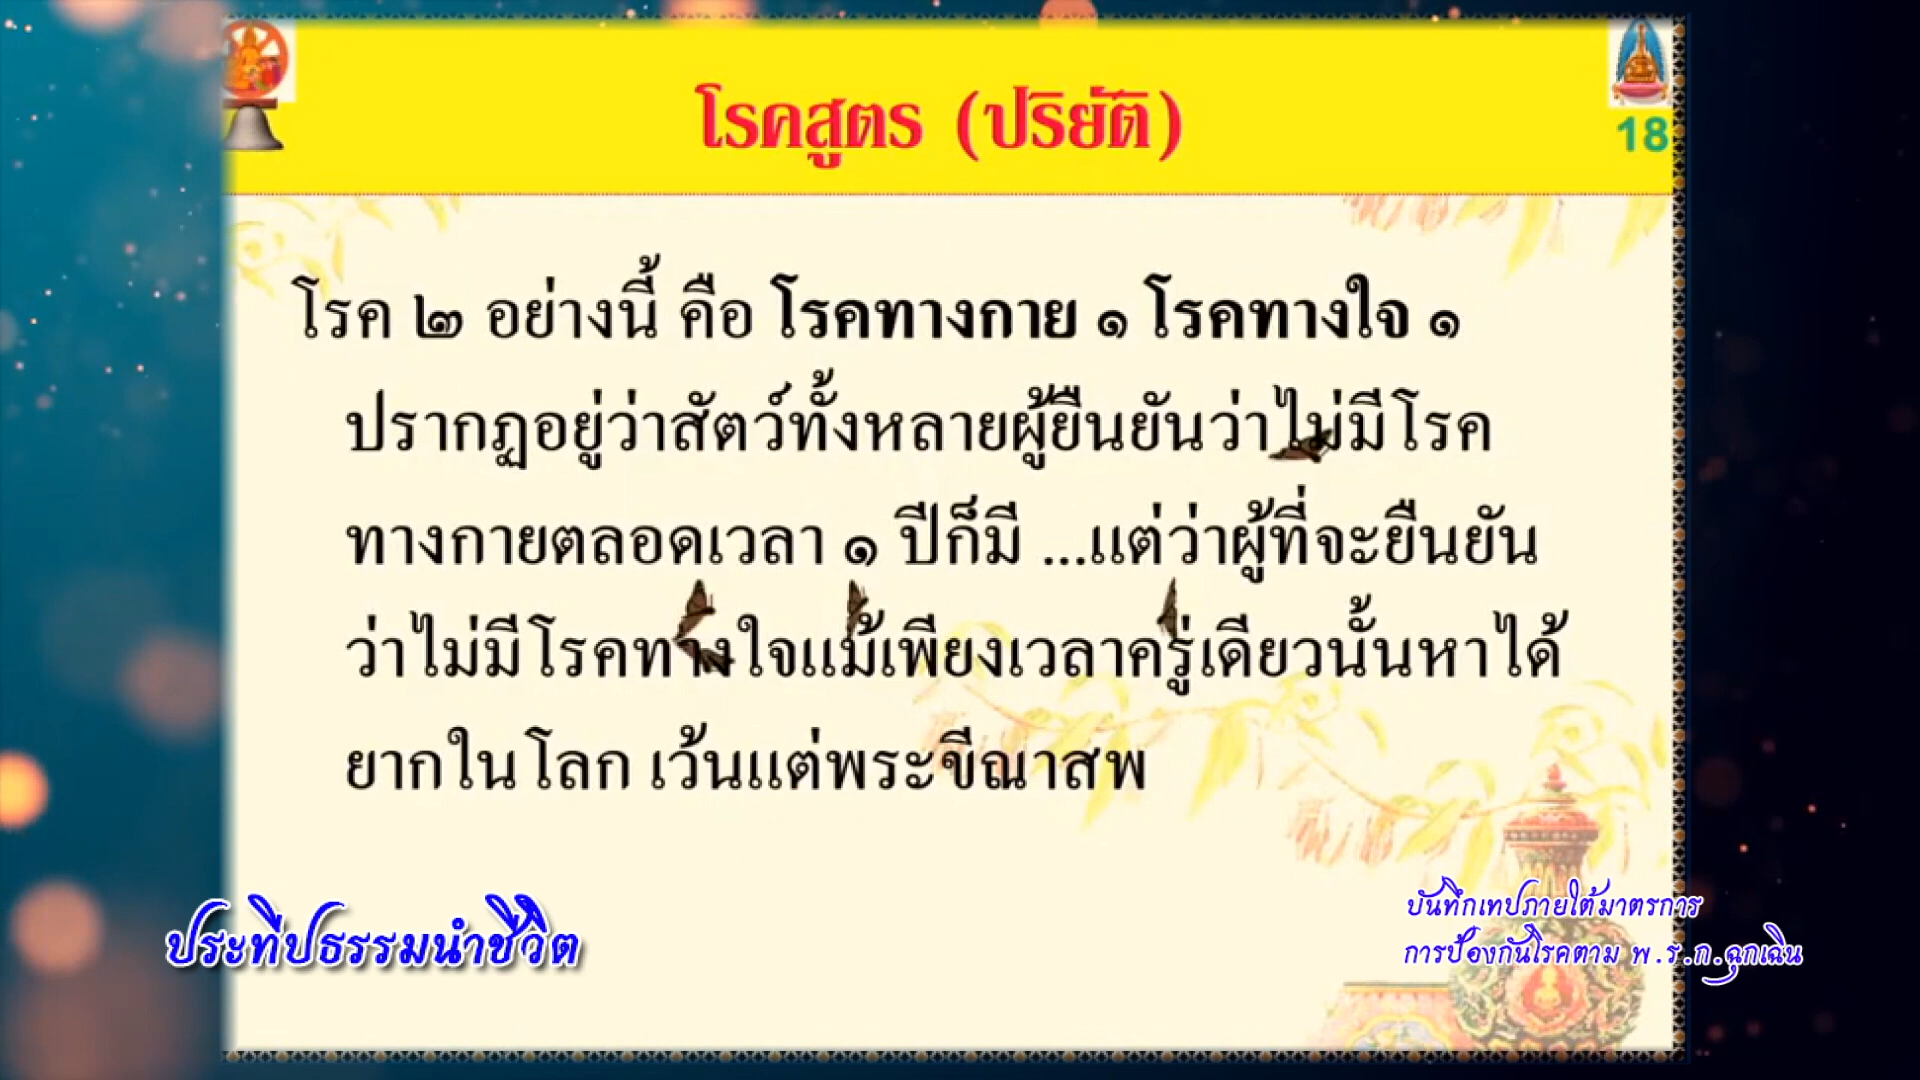 โรคสูตร (ปริยัติ)
18
โรค ๒ อย่างนี้ คือ โรคทางกาย ๑ โรคทางใจ ๑
ปรากฏอยู่ว่าสัตว์ทั้งหลายผู้ยืนยันว่าไม่มีโรค
ทางกายตลอดเวลา ๑ ปีก็มี ...แต่ว่าผู้ที่จะยืนยัน
ว่าไม่มีโรคทางใจแม้เพียงเวลาครู่เดียวนั้นหาได้
ยากในโลก เว้นแต่พระขีณาสพ
ประทีปธรรมนำชีวิต
บันทึกเทปภายใต้มาตรการ
การป้องกันโรคตาม พ.ร.ก.ฉุกเฉิน